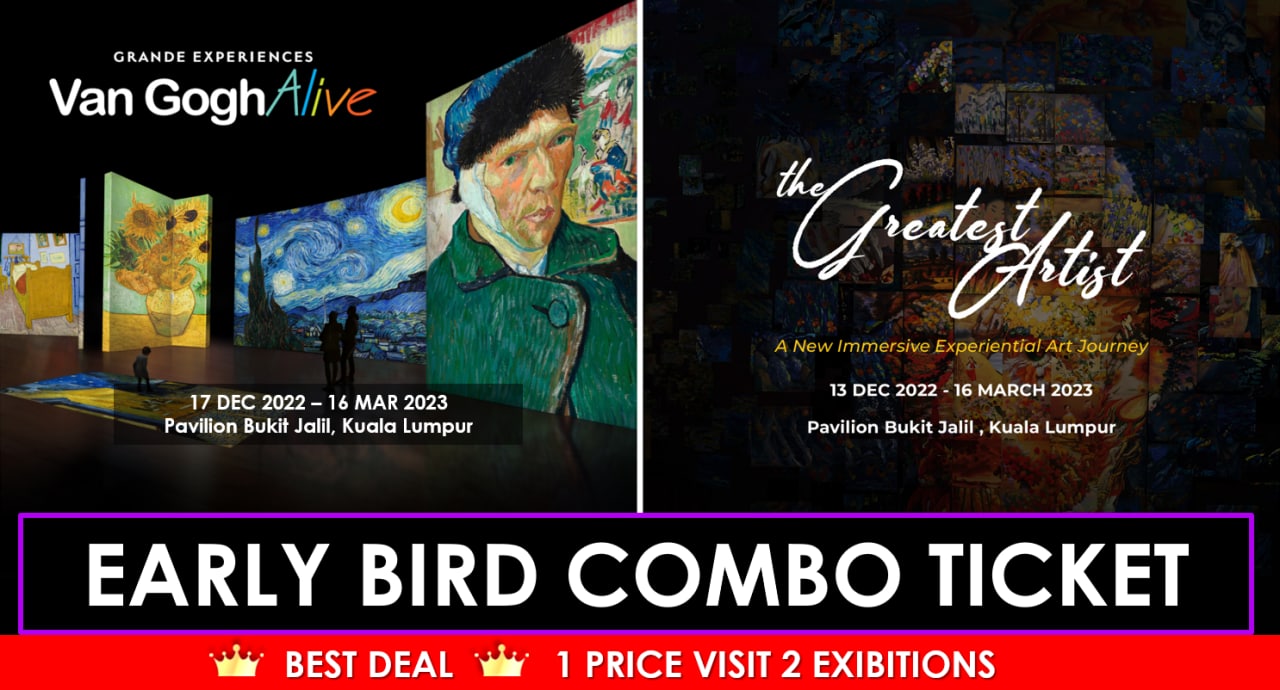 GRANDE EXPERIENCES
Van Gogh Alive
17 DEC 2022 – 16 MAR 2023
Pavilion Bukit Jalil, Kuala Lumpur
the
Greatest
Artist
A New Immersive Experiential Art Journey
13 DEC 2022 - 16 MARCH 2023
Pavilion Bukit Jalil , Kuala Lumpur
EARLY BIRD COMBO TICKET
BEST DEAL 1 PRICE VISIT 2 EXIBITIONS